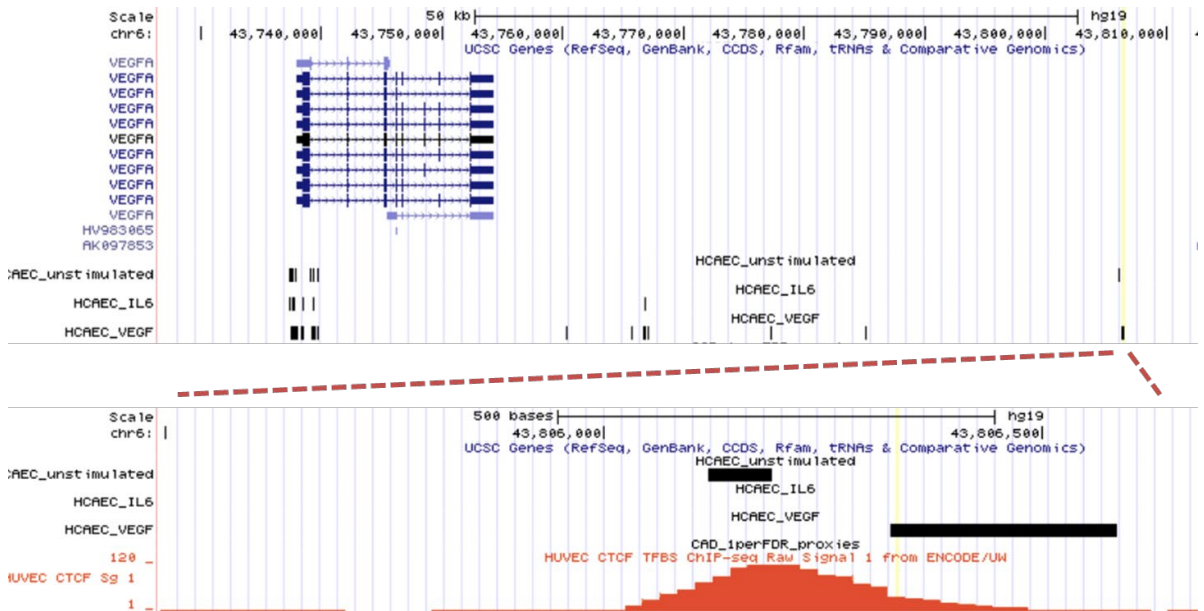 Scale 50 kb hg19
chr6: 43,740,000 43,750,000 43,760,000 43,770,000 43,780,000 43,790,000 43,800,000 43,810,000
UCSC Genes (RefSeq, GenBank, CCDS, Rfam, tRNAs & Comparative Genomics)
VEGFA
VEGFA
VEGFA
VEGFA
VEGFA
VEGFA
VEGFA
VEGFA
VEGFA
VEGFA
VEGFA
HV983065
AK097853
HCAEC_unstimulated
CAEC_unstimulated
HCAEC_IL6
HCAEC_IL6
HCAEC_VEGF
HCAEC_VEGF
Scale 500 bases hg19
chr6: 43,806,000 43,806,500
UCSC Genes (RefSeq, GenBank, CCDS, Rfam, tRNAs & Comparative Genomics)
HCAEC_unstimulated
CAEC_unstimulated
HCAEC_IL6
HCAEC_IL6
HCAEC_VEGF
HCAEC_VEGF
CAD_1perFDR_proxies
120 _ HUVEC CTCF TFBS ChIP-seq Raw Signal 1 from ENCODE/UW
HUVEC CTCF Sg 1
1 _